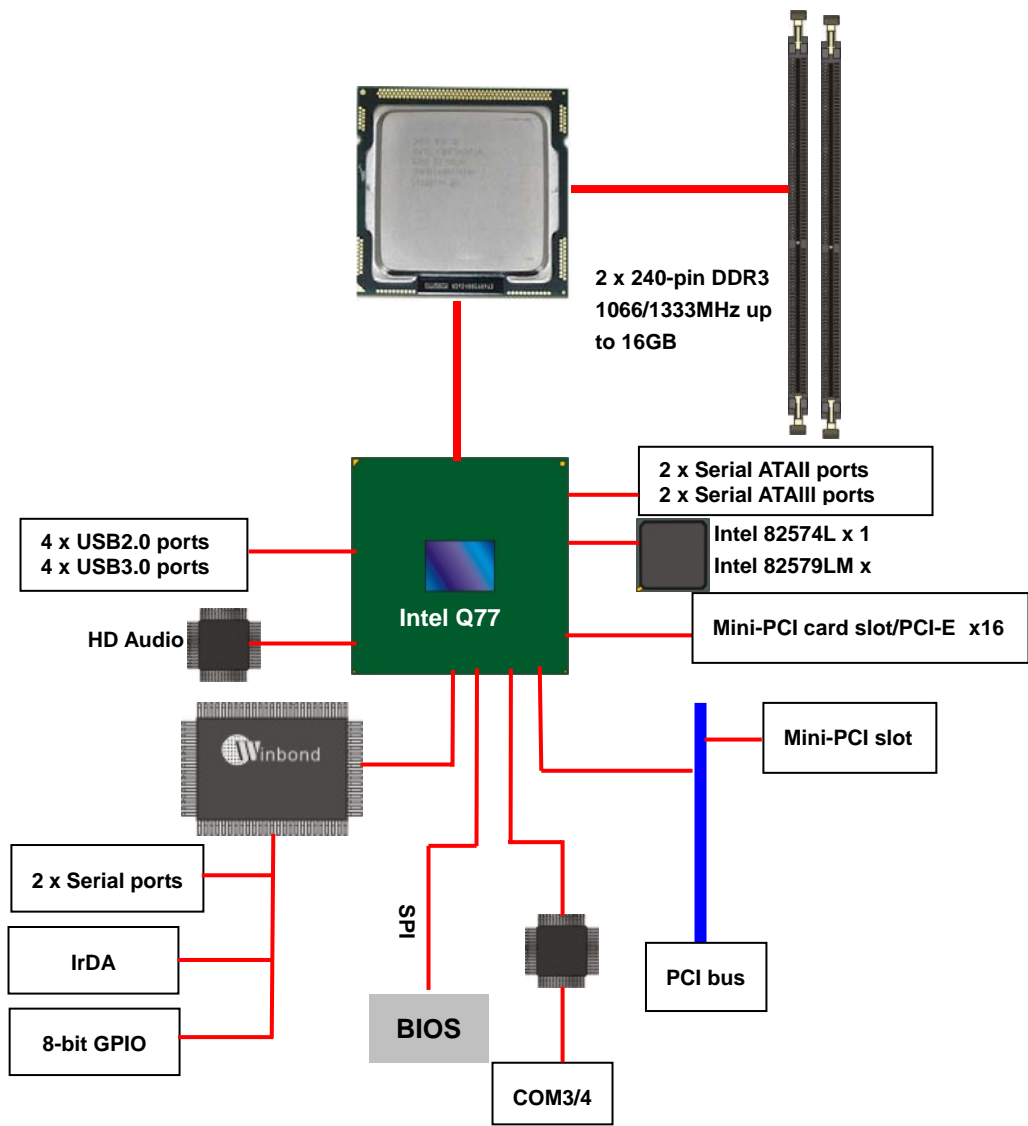 2 x 240-pin DDR3
1066/1333MHz up
to 16GB
2 x Serial ATAII ports
2 x Serial ATAIII ports
4 x USB2.0 ports
4 x USB3.0 ports
Intel 82574L x 1
Intel 82579LM x
Intel Q77
HD Audio
Mini-PCI card slot/PCI-E x16
Winbond
Mini-PCI slot
2 x Serial ports
SPI
IrDA
PCI bus
8-bit GPIO
BIOS
COM3/4